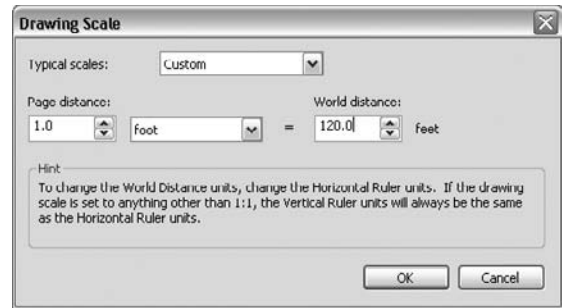 Drawing Scale
Typical scales: Custom
Page distance: World distance:
1.0 foot = 120.0 feet
Hint
To change the World Distance units, change the Horizontal Ruler units. If the drawing
scale is set to anything other than 1:1, the Vertical Ruler units will always be the same
as the Horizontal Ruler units.
OK Cancel